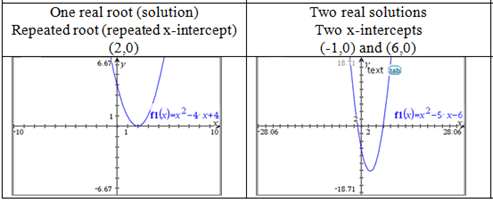 One real root (solution)
Repeated root (repeated x-intercept)
(2,0)
6.67
y
f1(x)=x²-4·x+4
1
x
-10
1
10
-6.67
Two real solutions
Two x-intercepts
(-1,0) and (6,0)
18.71
y
text
tab
f1(x)=x²-5·x-6
2
x
-28.06
2
28.06
-18.71